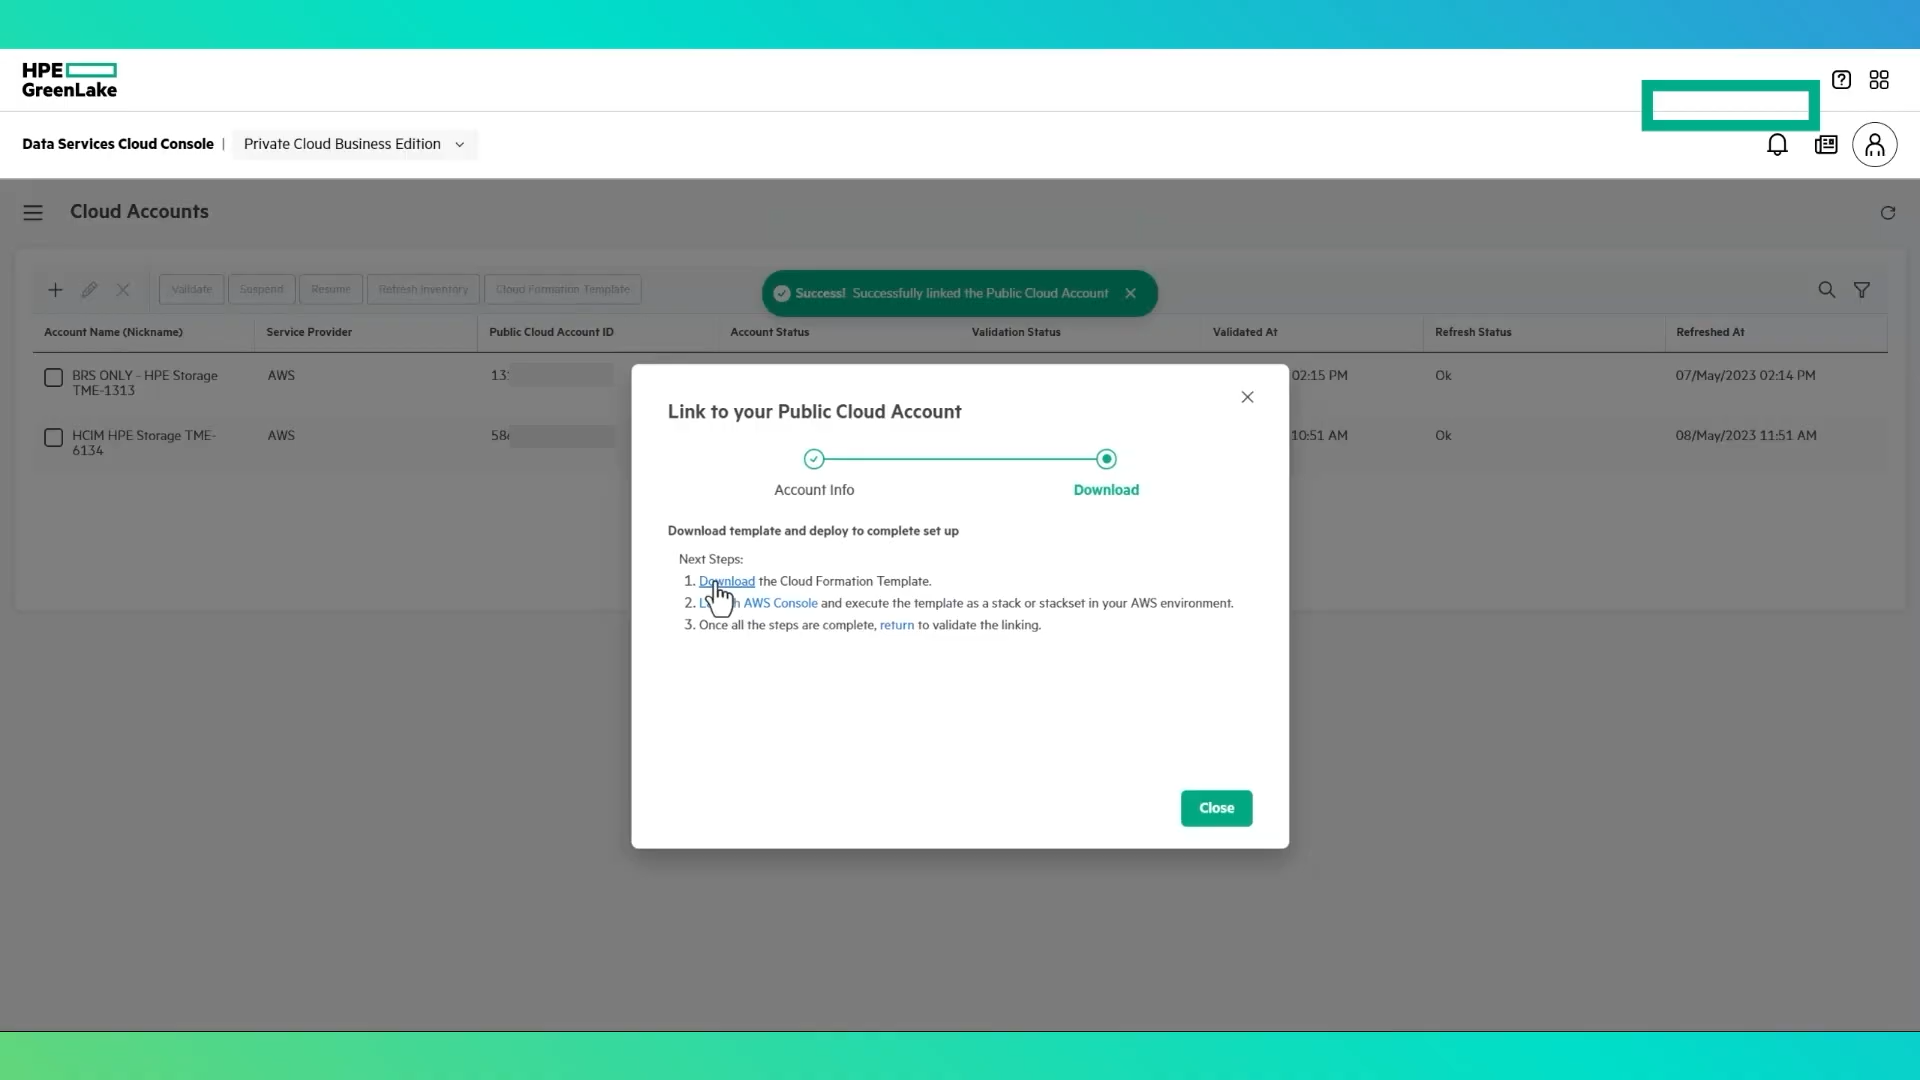 HPE
GreenLake
Data Services Cloud Console | Private Cloud Business Edition
Cloud Accounts
Validate Suspend Resume Refresh Inventory Cloud Formation Template
Success! Successfully linked the Public Cloud Account
Account Name (Nickname) Service Provider Public Cloud Account ID Account Status Validation Status Validated At Refresh Status Refreshed At
BRS ONLY - HPE Storage AWS 02:15 PM Ok 07/May/2023 02:14 PM
TME-1313
HCIM HPE Storage TME- AWS 10:51 AM Ok 08/May/2023 11:51 AM
6134
Link to your Public Cloud Account
Account Info Download
Download template and deploy to complete set up
Next Steps:
1. Download the Cloud Formation Template.
2. AWS Console and execute the template as a stack or stackset in your AWS environment.
3. Once all the steps are complete, return to validate the linking.
Close